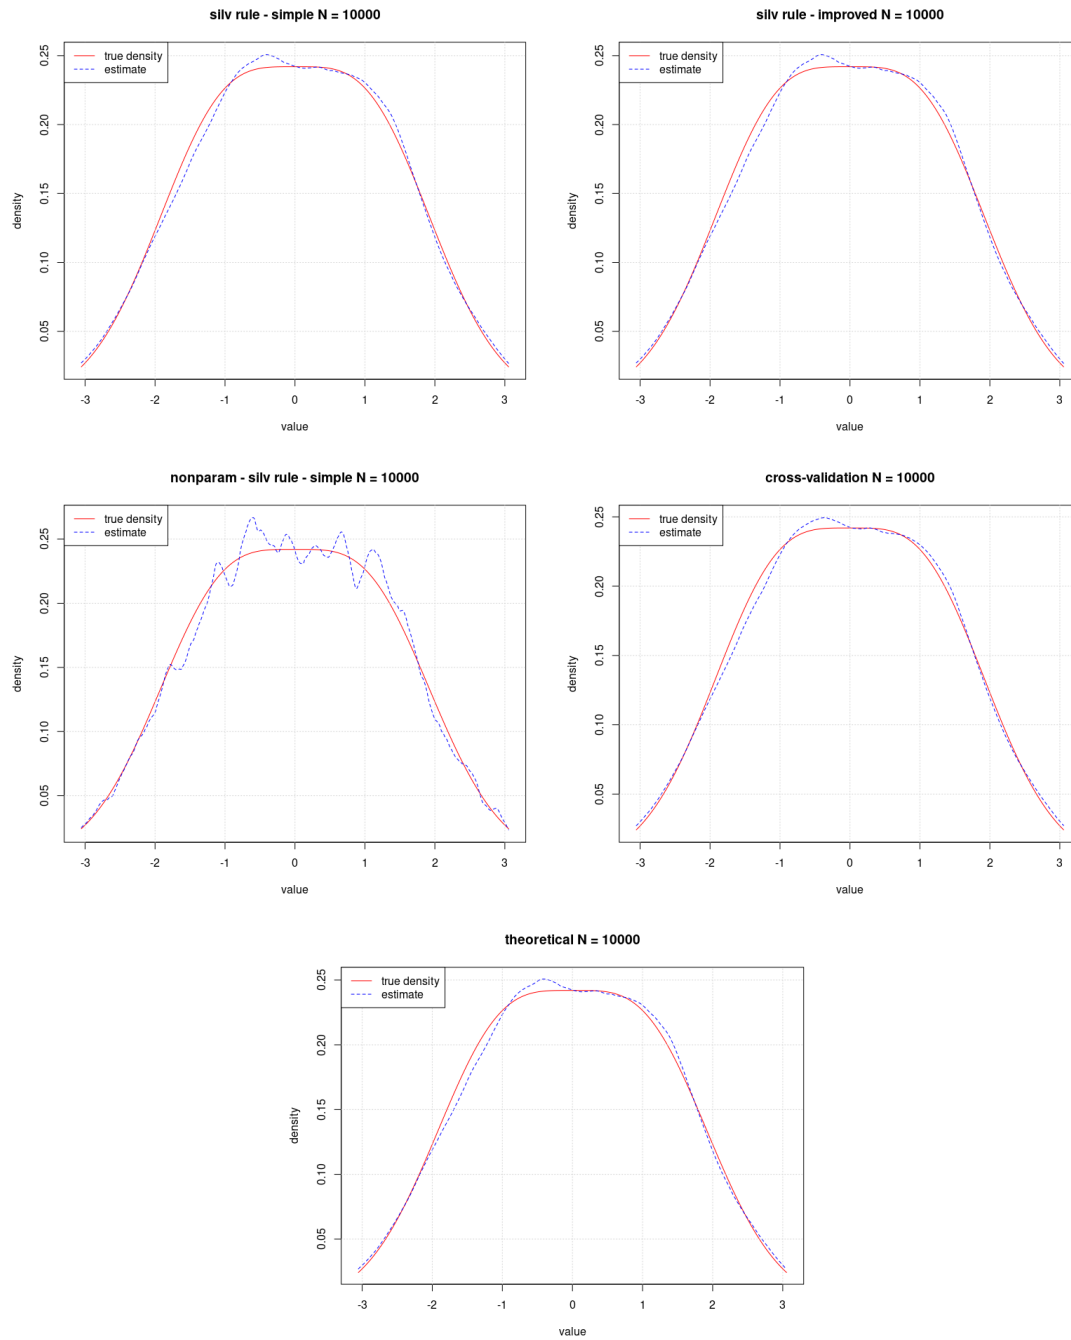 silv rule - simple N = 10000
true density
estimate
0.25
0.20
0.15
0.10
0.05
density
-3 -2 -1 0 1 2 3
value
silv rule - improved N = 10000
true density
estimate
0.25
0.20
0.15
0.10
0.05
density
-3 -2 -1 0 1 2 3
value
nonparam - silv rule - simple N = 10000
true density
estimate
0.25
0.20
0.15
0.10
0.05
density
-3 -2 -1 0 1 2 3
value
cross-validation N = 10000
true density
estimate
0.25
0.20
0.15
0.10
0.05
density
-3 -2 -1 0 1 2 3
value
theoretical N = 10000
true density
estimate
0.25
0.20
0.15
0.10
0.05
density
-3 -2 -1 0 1 2 3
value